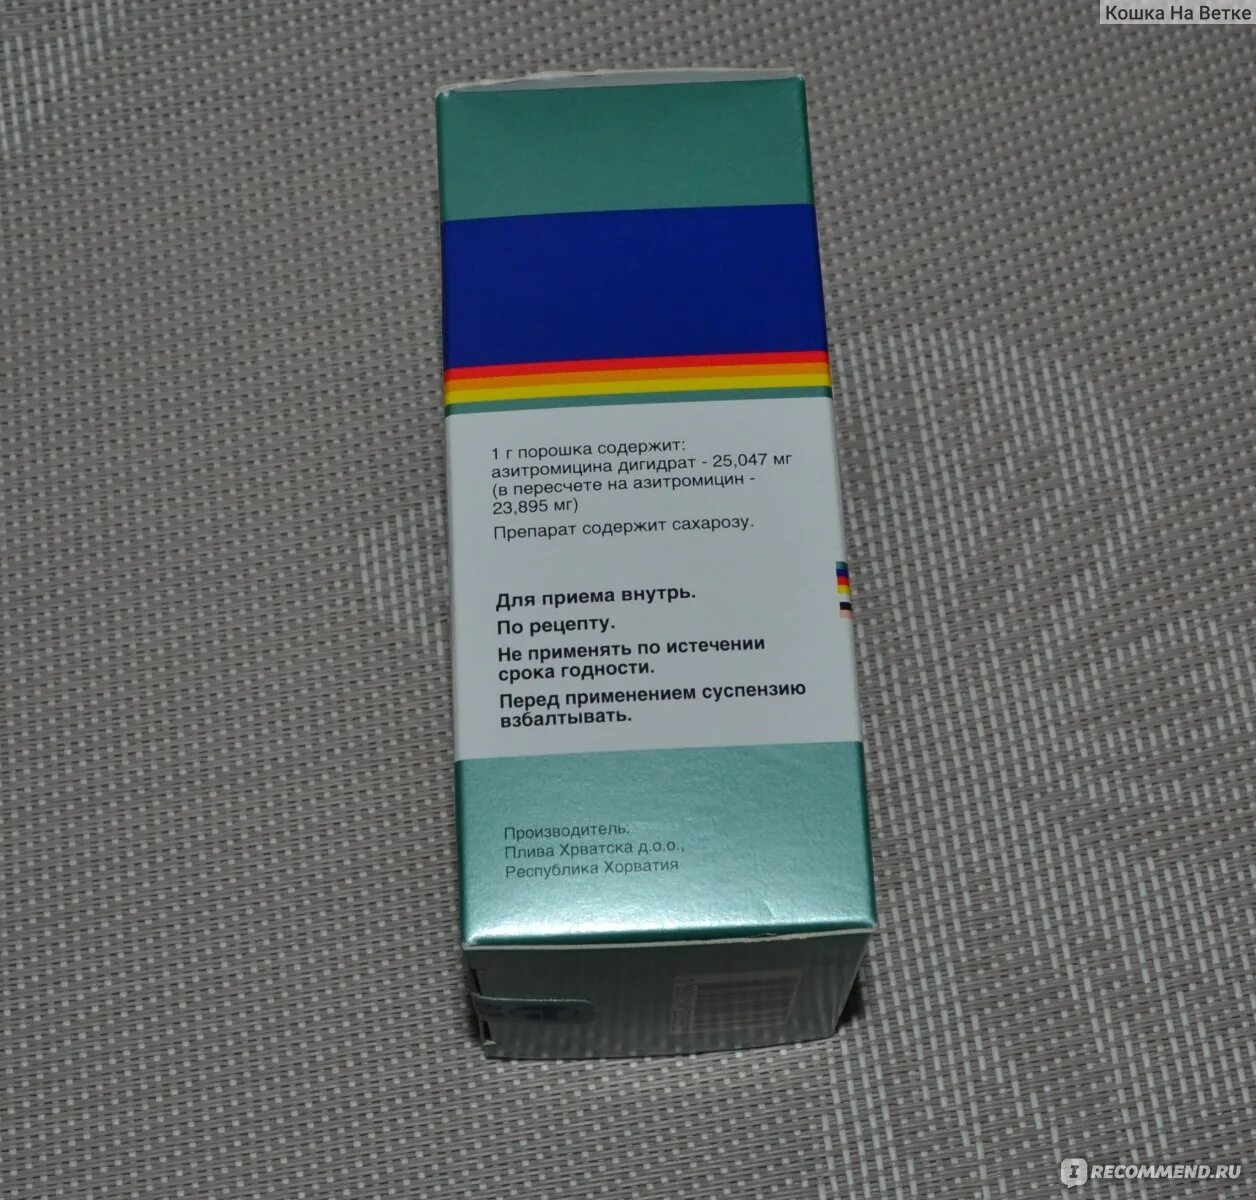 Кошка На Ветке
1 г порошка содержит:
азитромицина дигидрат - 25,047 мг
(в пересчете на азитромицин -
23,895 мг)
Препарат содержит сахарозу.
Для приема внутрь.
По рецепту.
Не применять по истечении
срока годности.
Перед применением суспензию
взбалтывать.
Производитель:
Плива Хрватска д.о.о.,
Республика Хорватия
IRECOMMEND.RU